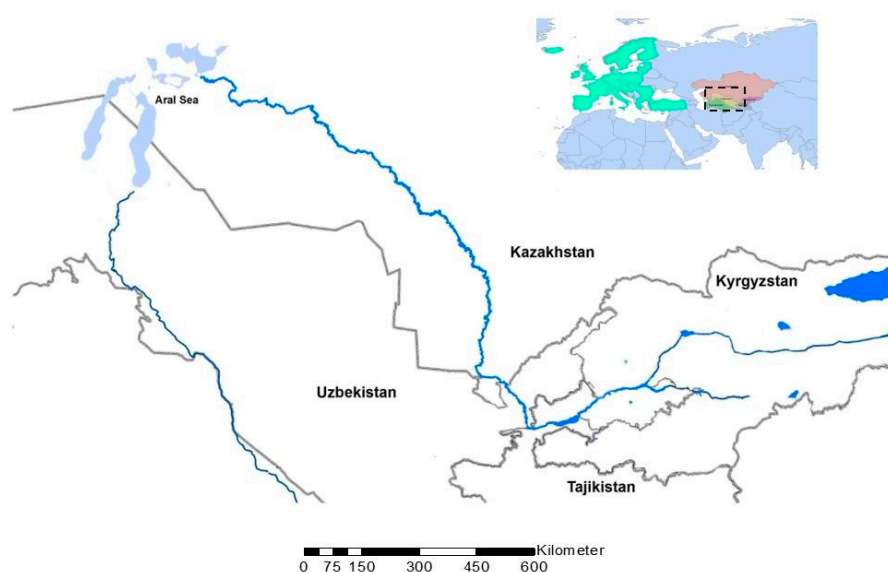 Aral Sea
Kazakhstan
Kyrgyzstan
Uzbekistan
Tajikistan
Kilometer
0 75 150 300 450 600